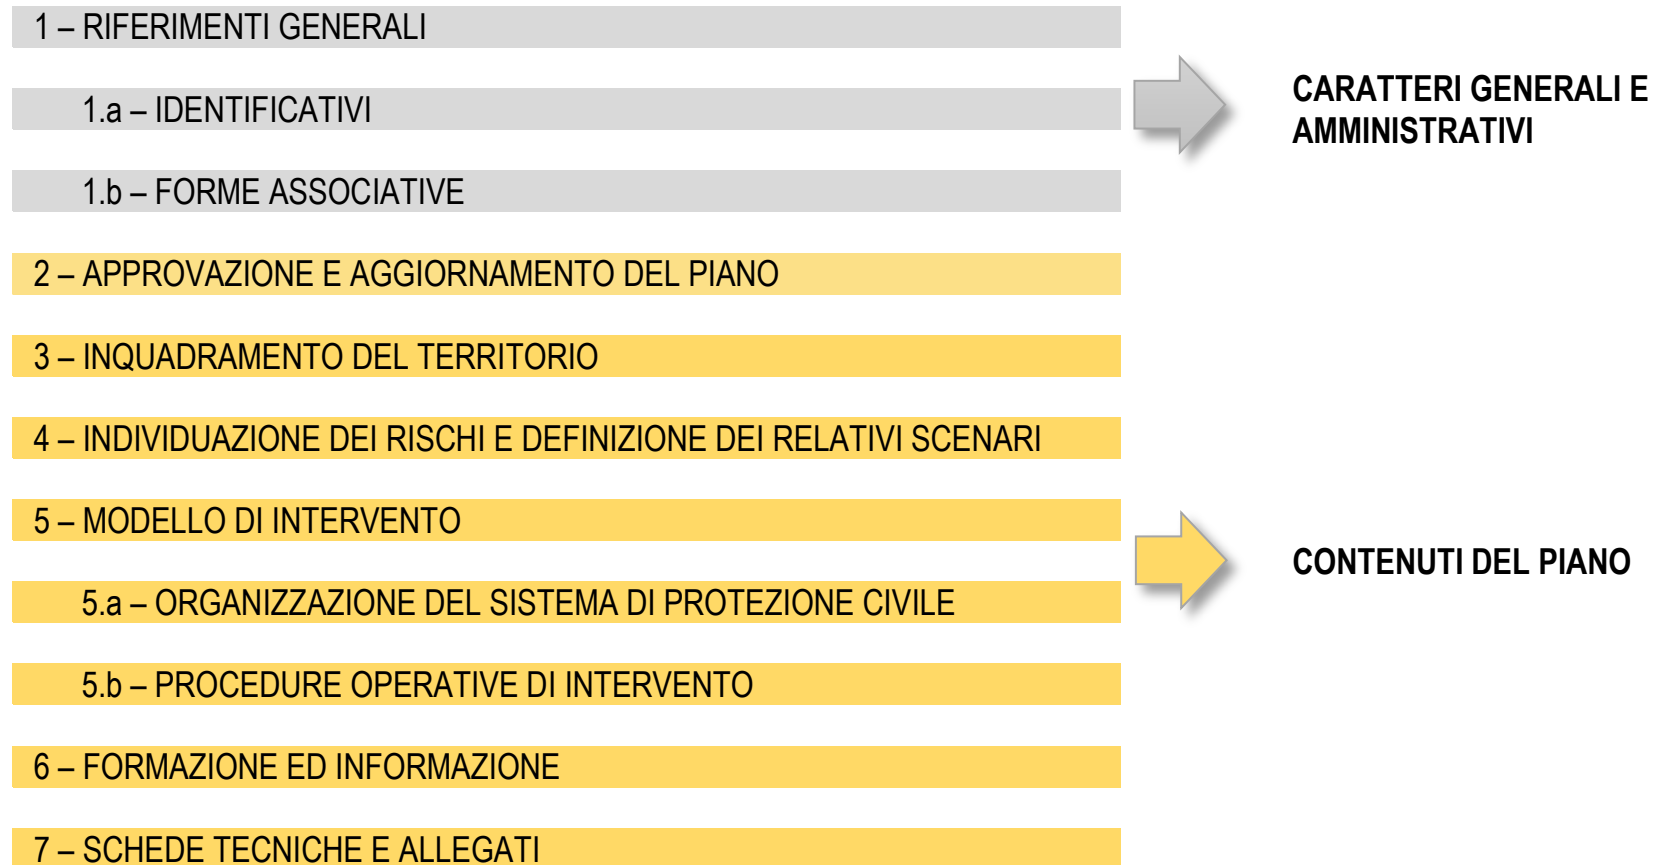 1 – RIFERIMENTI GENERALI
1.a – IDENTIFICATIVI
1.b – FORME ASSOCIATIVE
CARATTERI GENERALI E
AMMINISTRATIVI
2 – APPROVAZIONE E AGGIORNAMENTO DEL PIANO
3 – INQUADRAMENTO DEL TERRITORIO
4 – INDIVIDUAZIONE DEI RISCHI E DEFINIZIONE DEI RELATIVI SCENARI
5 – MODELLO DI INTERVENTO
5.a – ORGANIZZAZIONE DEL SISTEMA DI PROTEZIONE CIVILE
5.b – PROCEDURE OPERATIVE DI INTERVENTO
6 – FORMAZIONE ED INFORMAZIONE
7 – SCHEDE TECNICHE E ALLEGATI
CONTENUTI DEL PIANO